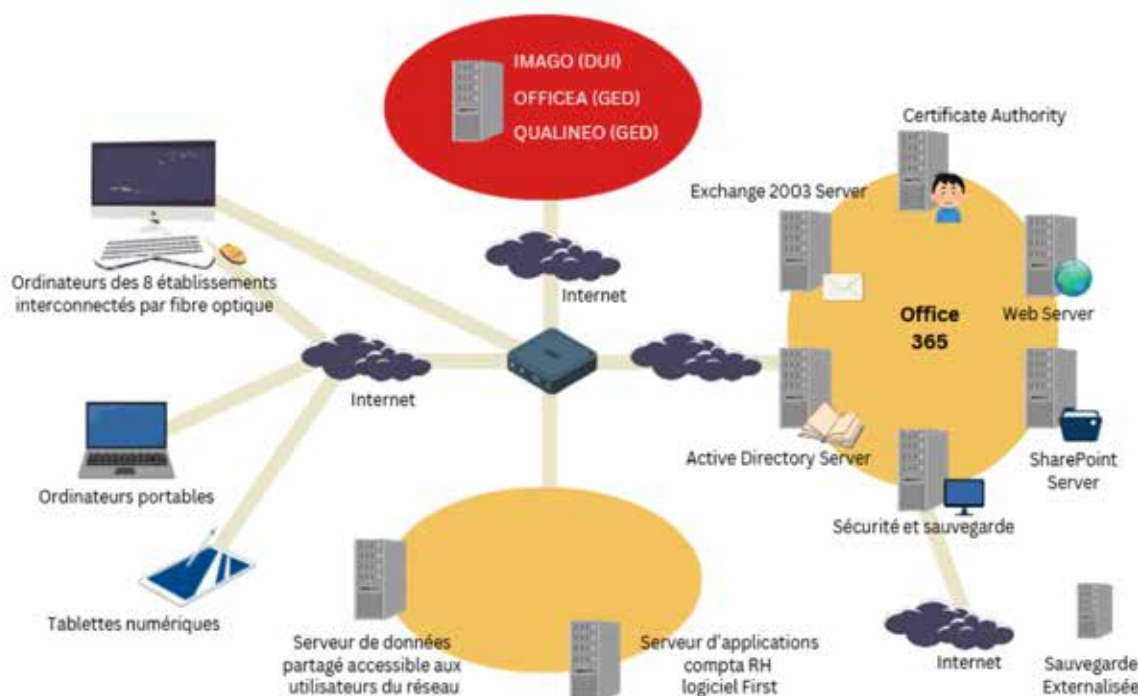 IMAGO (DUI)
OFFICEA (GED)
QUALINEO (GED)
Certificate Authority
Exchange 2003 Server
Ordinateurs des 8 établissements
interconnectés par fibre optique
Internet
Office
365
Web Server
Internet
Active Directory Server
SharePoint
Server
Ordinateurs portables
Sécurité et sauvegarde
Tablettes numériques
Serveur de données
partagé accessible aux
utilisateurs du réseau
Serveur d'applications
compta RH
logiciel First
Internet
Sauvegarde
Externalisée